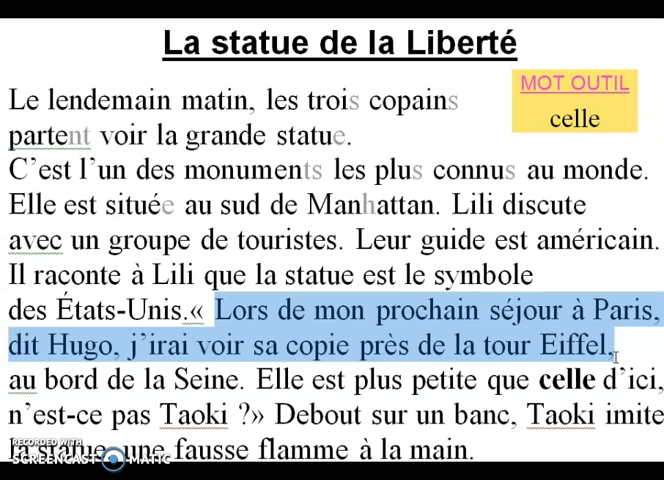 La statue de la Liberté
MOT OUTIL
celle
Le lendemain matin, les trois copains
partent voir la grande statue.
C’est l’un des monuments les plus connus au monde.
Elle est située au sud de Manhattan. Lili discute
avec un groupe de touristes. Leur guide est américain.
Il raconte à Lili que la statue est le symbole
des États-Unis.« Lors de mon prochain séjour à Paris,
dit Hugo, j’irai voir sa copie près de la tour Eiffel,
au bord de la Seine. Elle est plus petite que celle d’ici,
n’est-ce pas Taoki ?» Debout sur un banc, Taoki imite
la statue, une fausse flamme à la main.
RECORDED WITH
SCREENCAST MATIC